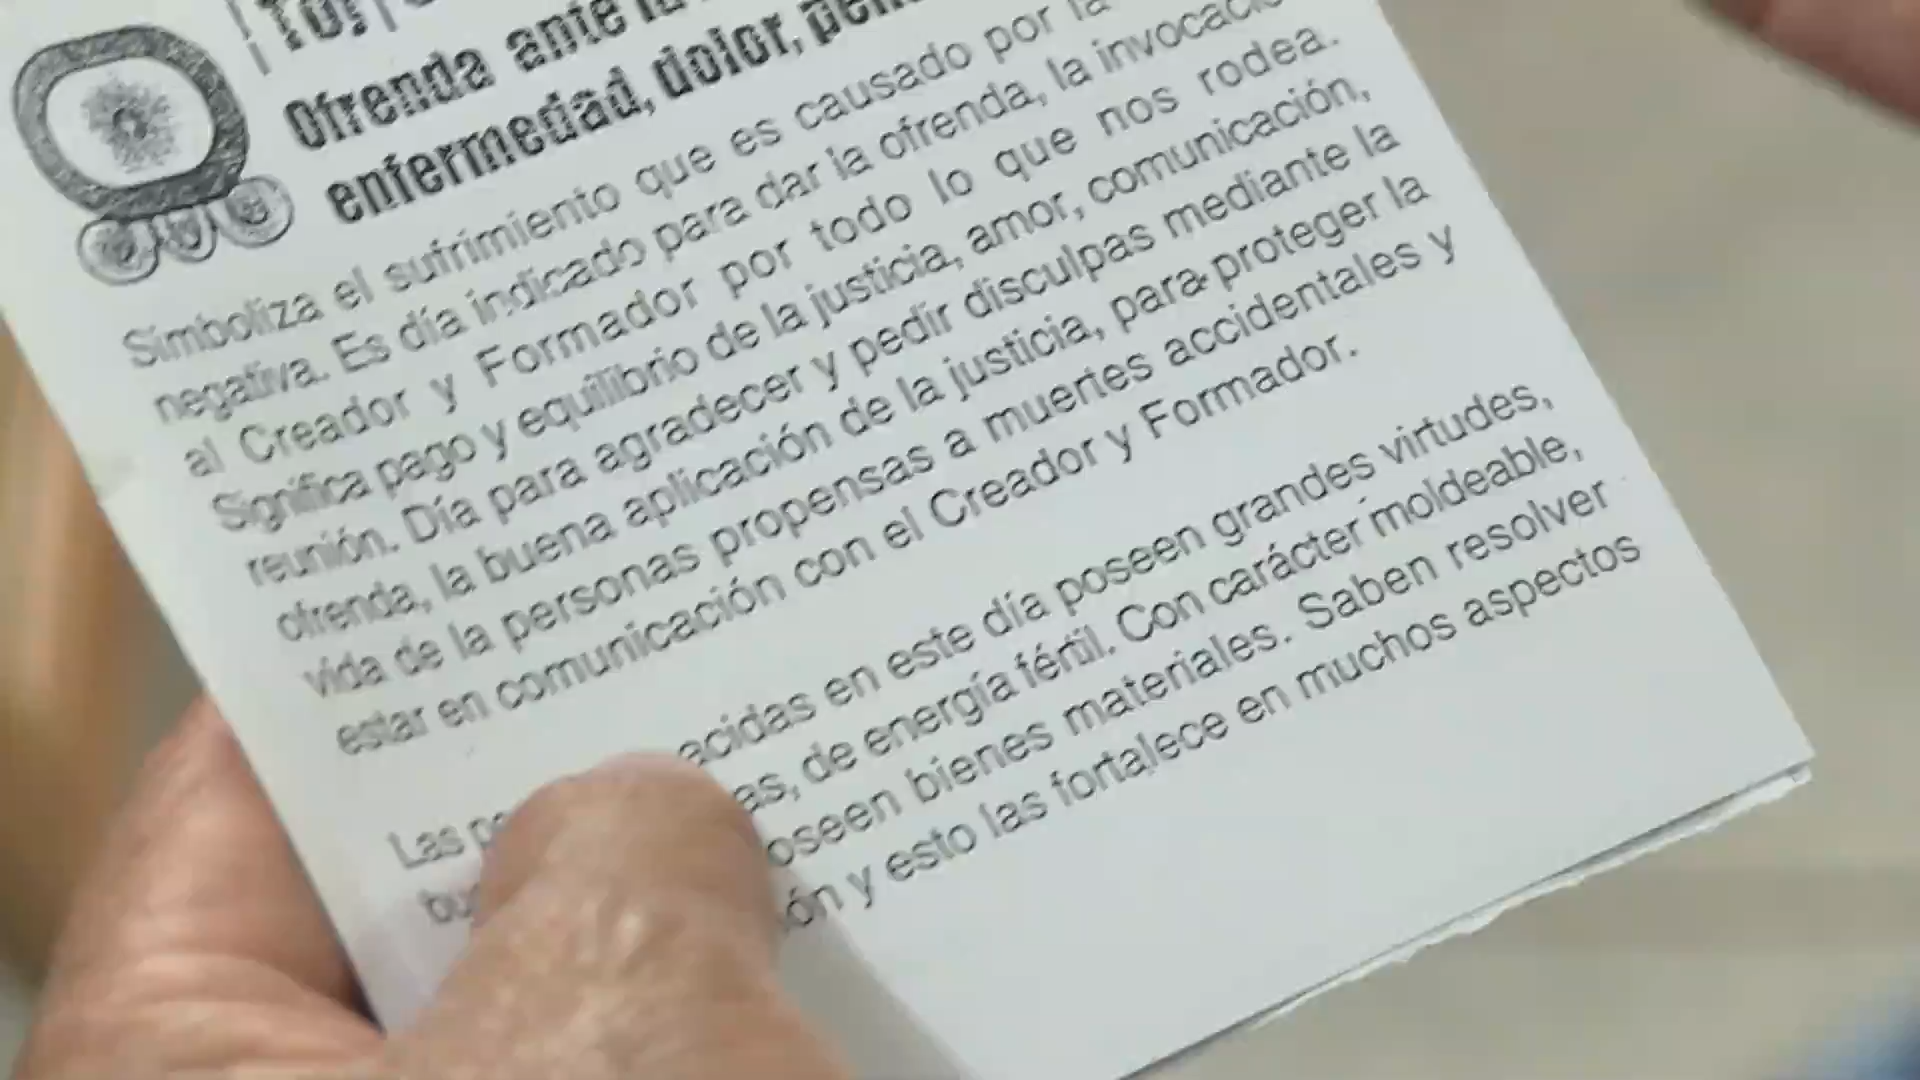 Ofrenda ante la
enfermedad, dolor,
Simboliza el sufrimiento que es causado por la
negativa. Es día indicado para dar la ofrenda, la
al Creador y Formador por todo lo que nos rodea.
Significa pago y equilibrio de la justicia, amor, comunicación,
reunión. Día para agradecer y pedir disculpas mediante la
ofrenda, la buena aplicación de la justicia, para proteger la
vida de la personas propensas a muertes accidentales y
estar en comunicación con el Creador y Formador.
Las acidas en este día poseen grandes virtudes,
as, de energía fértil. Con carácter moldeable,
oseen bienes materiales. Saben resolver
ón y esto las fortalece en muchos aspectos